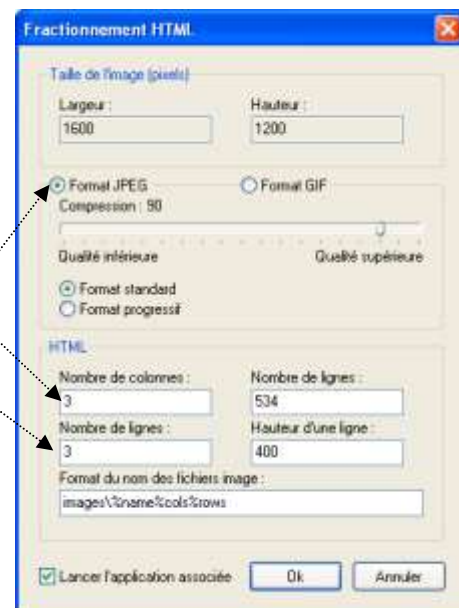 Fractionnement HTML
Taille de l'image (pixels)
Largeur : Hauteur :
1600 1200
Format JPEG Format GIF
Compression : 90
Qualité inférieure Qualité supérieure
Format standard
Format progressif
HTML
Nombre de colonnes : Nombre de lignes :
3 534
Nombre de lignes : Hauteur d'une ligne :
3 400
Format du nom des fichiers image :
images\%name%cols%rows
Lancer l'application associée Ok Annuler